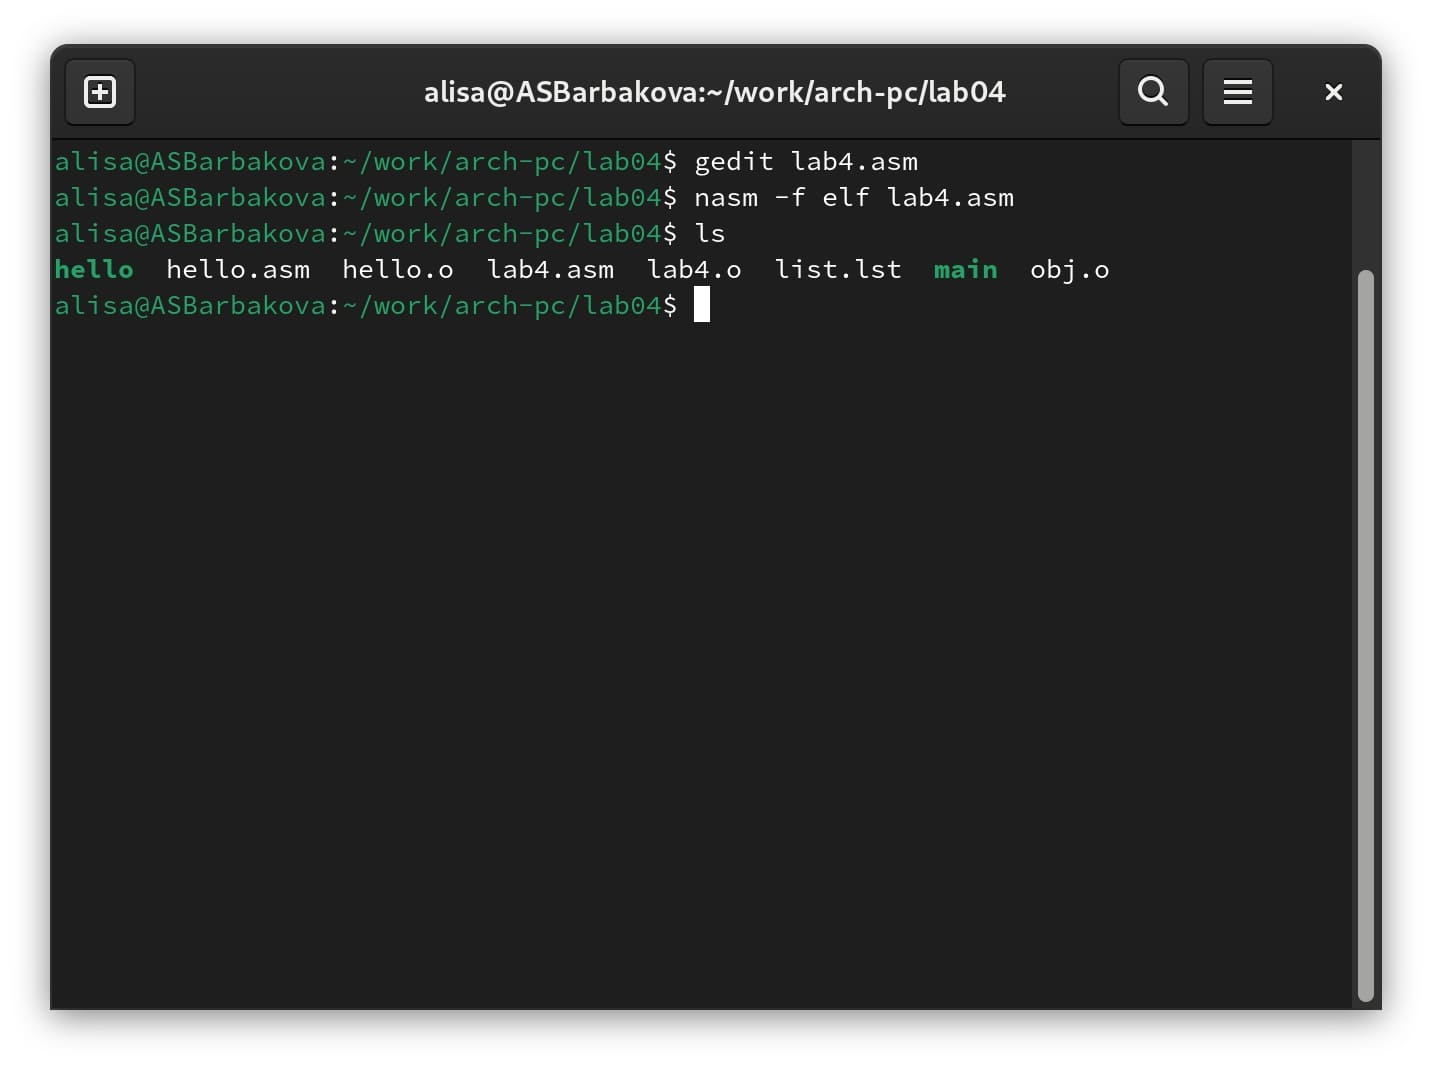 alisa@ASBarbakova:~/work/arch-pc/lab04
alisa@ASBarbakova:~/work/arch-pc/lab04$ gedit lab4.asm
alisa@ASBarbakova:~/work/arch-pc/lab04$ nasm -f elf lab4.asm
alisa@ASBarbakova:~/work/arch-pc/lab04$ ls
hello  hello.asm  hello.o  lab4.asm  lab4.o  list.lst  main  obj.o
alisa@ASBarbakova:~/work/arch-pc/lab04$